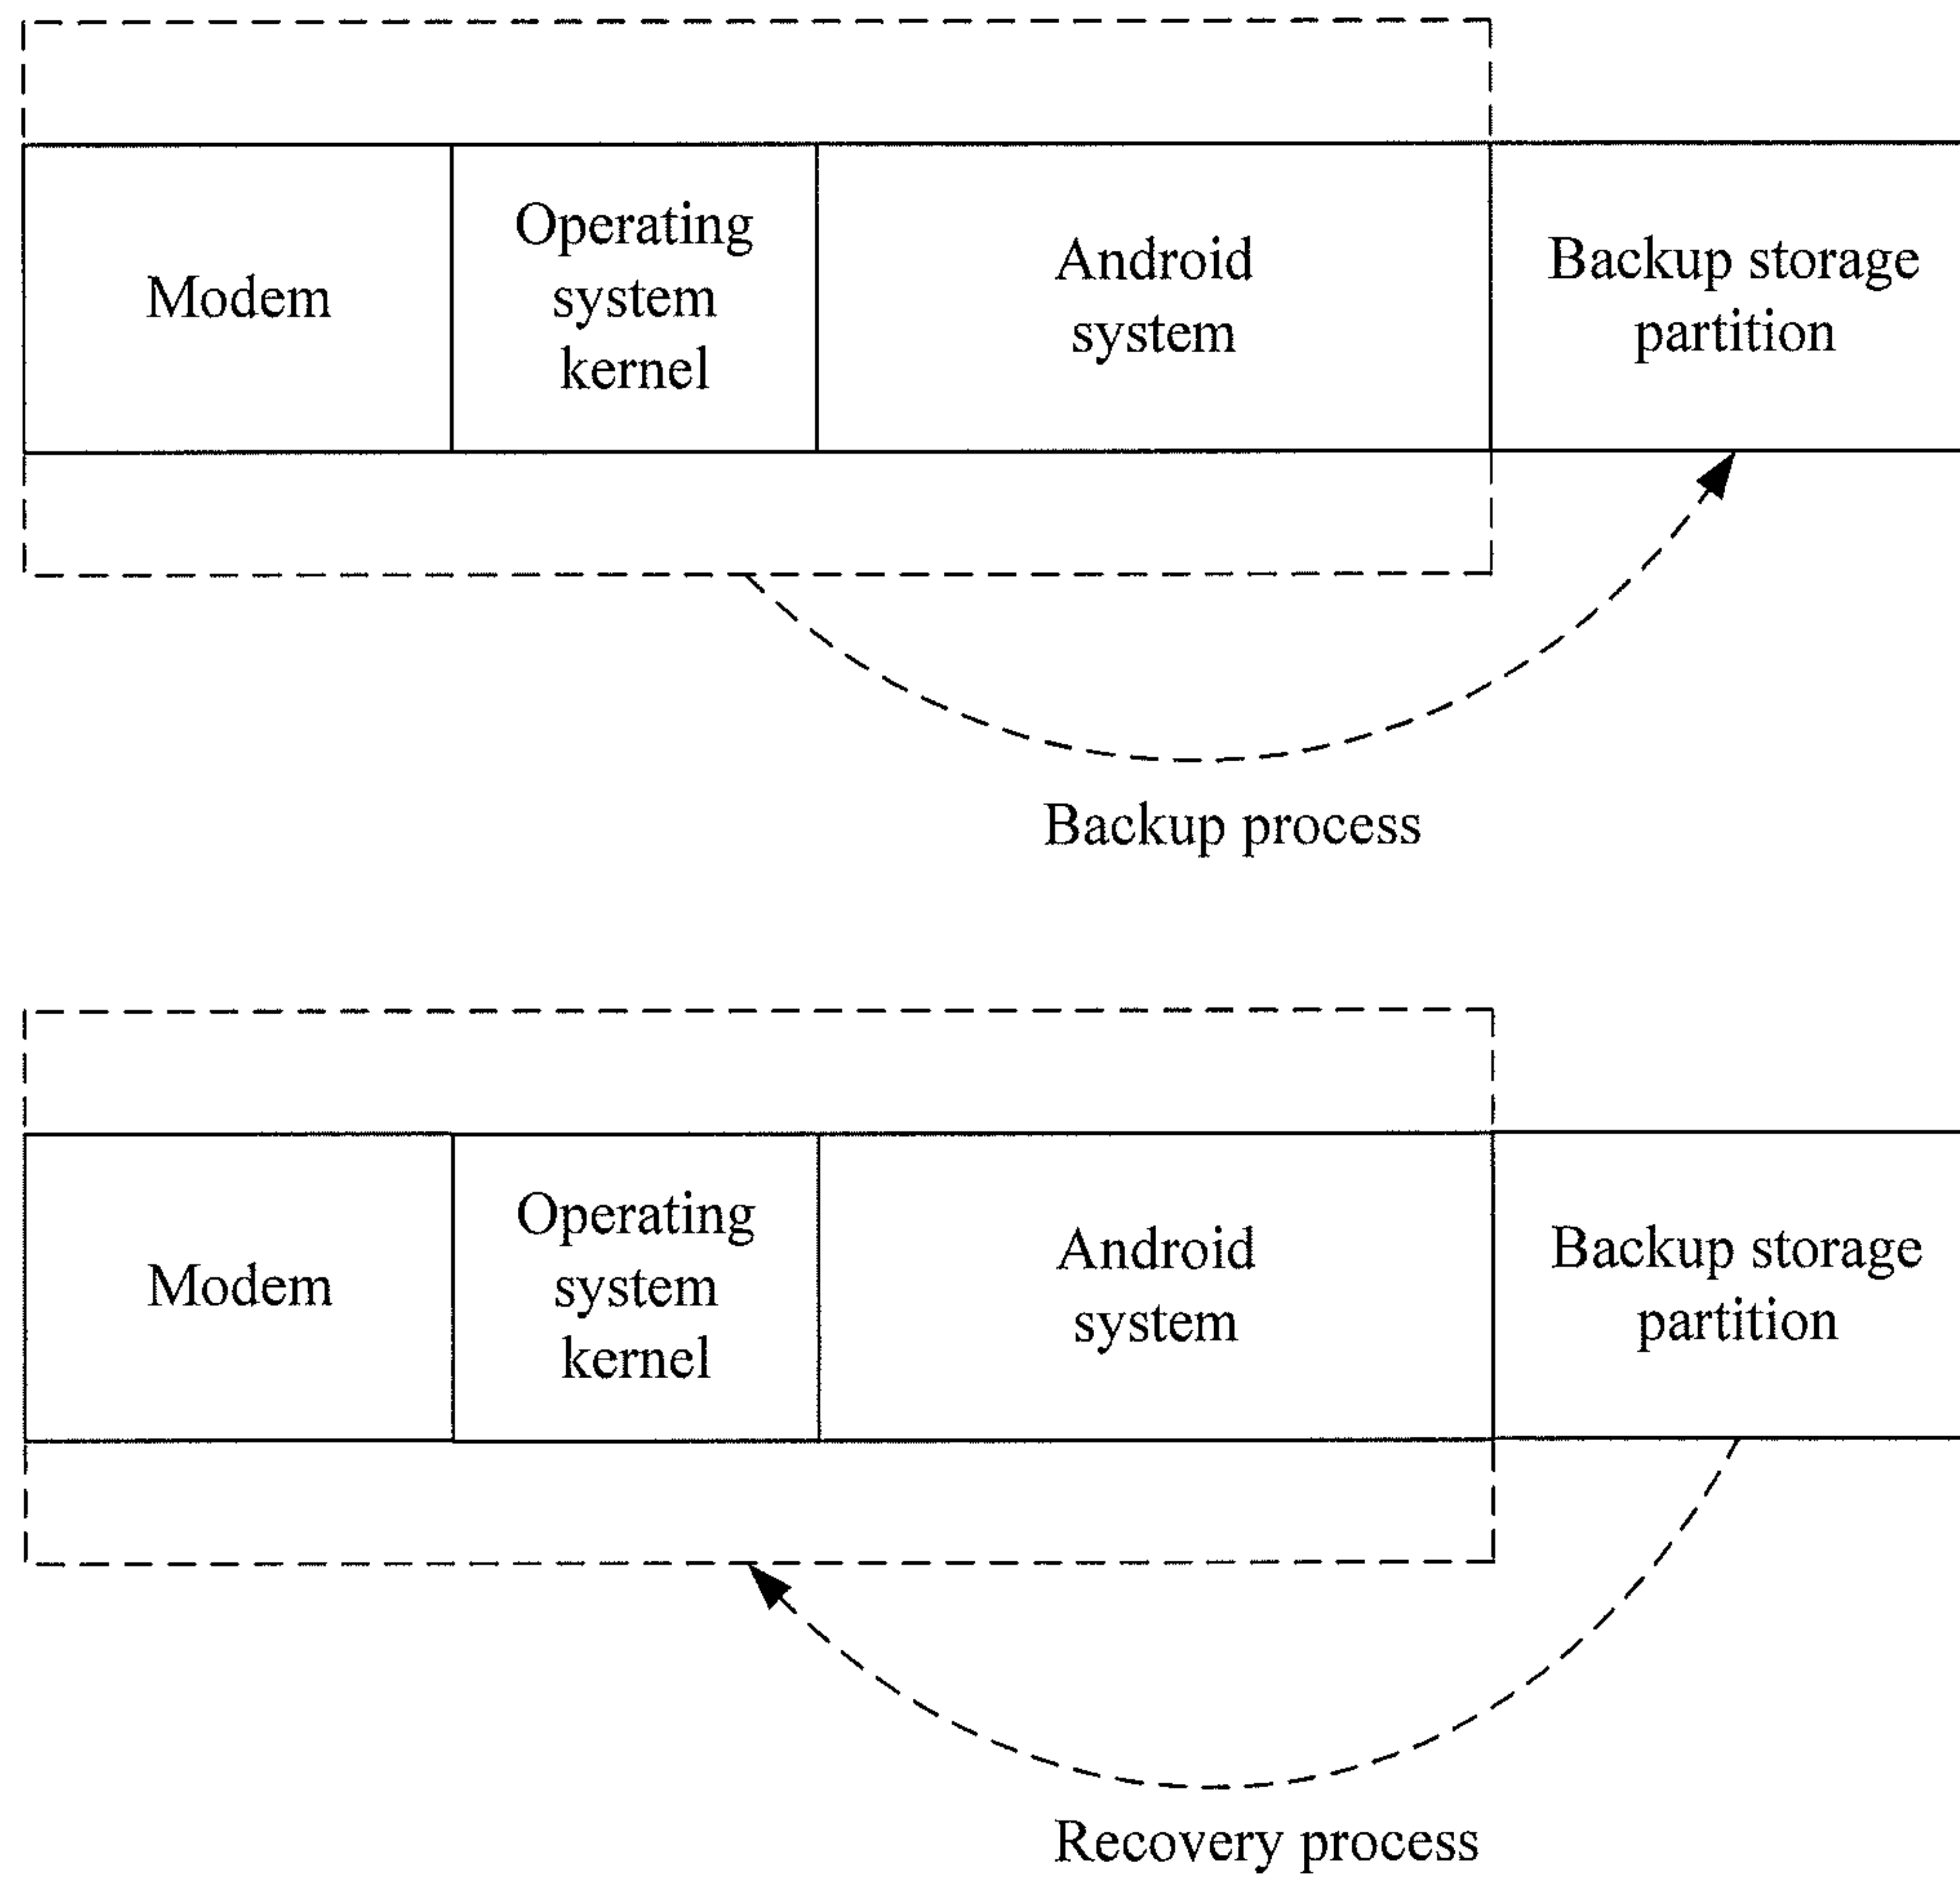 Modem
Operating
system
kernel
Android
system
Backup storage
partition
Backup process
Modem
Operating
system
kernel
Android
system
Backup storage
partition
Recovery process